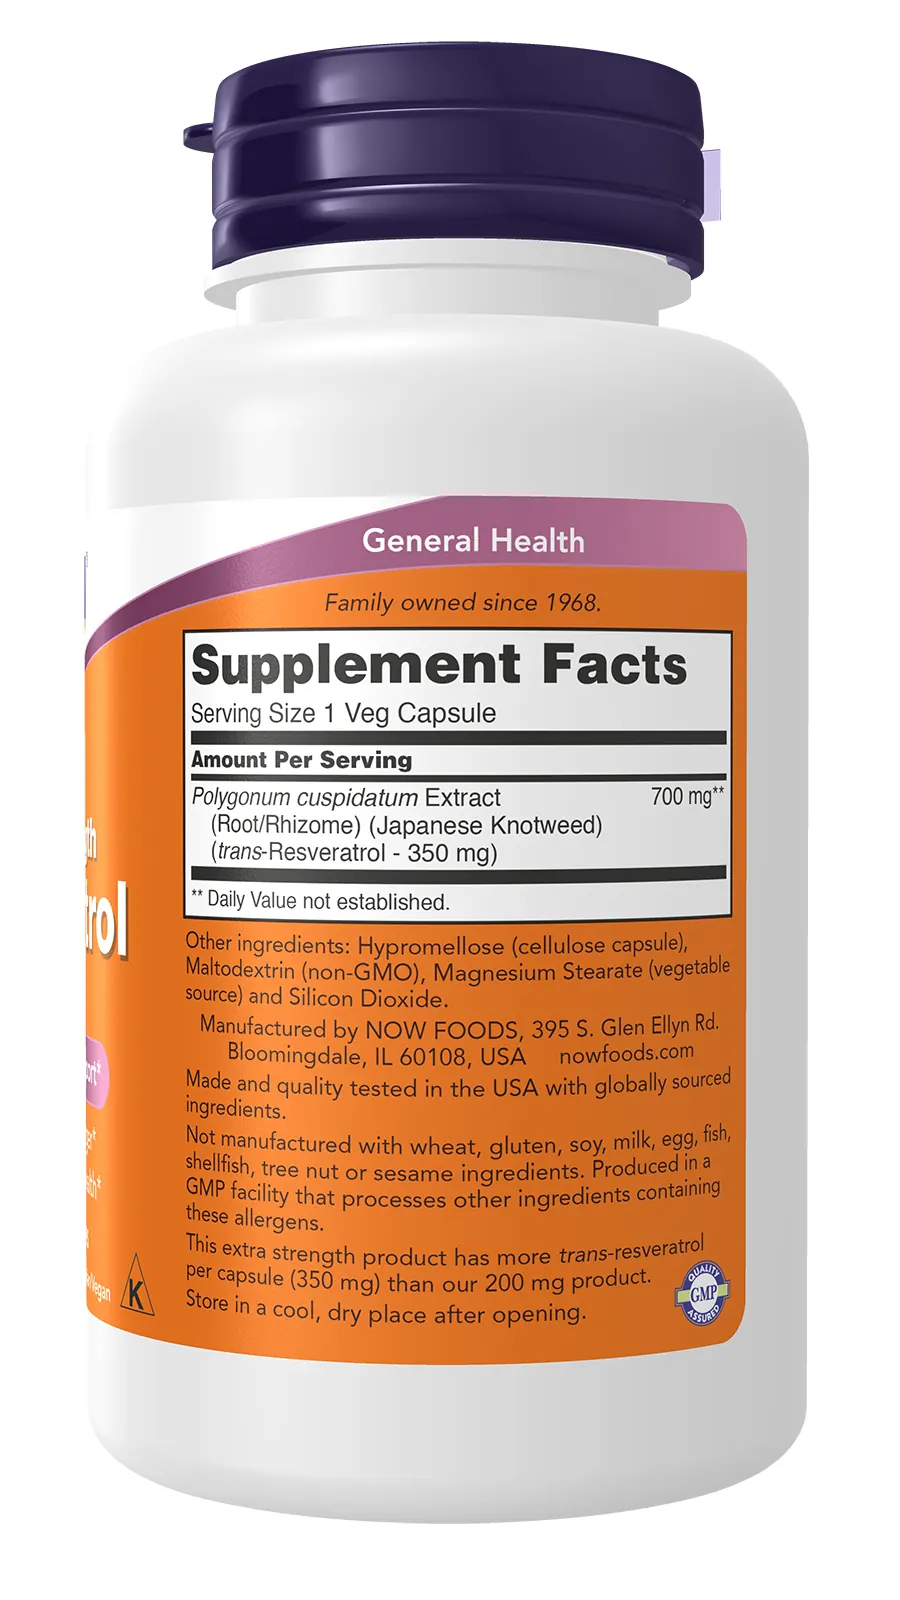 General Health
Family owned since 1968.
Supplement Facts
Serving Size 1 Veg Capsule
Amount Per Serving
Polygonum cuspidatum Extract 700 mg**
(Root/Rhizome) (Japanese Knotweed)
(trans-Resveratrol - 350 mg)
** Daily Value not established.
Other ingredients: Hypromellose (cellulose capsule),
Maltodextrin (non-GMO), Magnesium Stearate (vegetable
source) and Silicon Dioxide.
Manufactured by NOW FOODS, 395 S. Glen Ellyn Rd.
Bloomingdale, IL 60108, USA nowfoods.com
Made and quality tested in the USA with globally sourced
ingredients.
Not manufactured with wheat, gluten, soy, milk, egg, fish,
shellfish, tree nut or sesame ingredients. Produced in a
GMP facility that processes other ingredients containing
these allergens.
This extra strength product has more trans-resveratrol
per capsule (350 mg) than our 200 mg product.
Store in a cool, dry place after opening.
QUALITY
GMP
ASSURED
Vegan
K